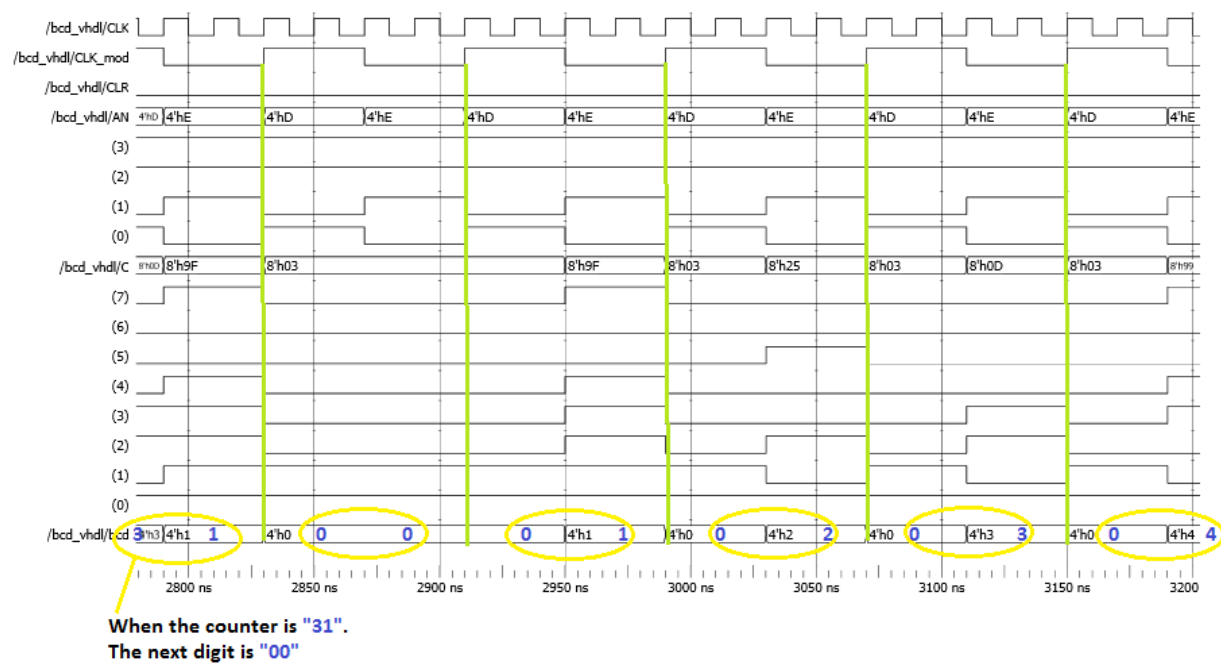 /bcd_vhdl/CLK
/bcd_vhdl/CLK_mod
/bcd_vhdl/CLR
/bcd_vhdl/AN 4'hD 4'hE 4'hD 4'hE 4'hD 4'hE 4'hD 4'hE 4'hD 4'hE 4'hD 4'hE
(3)
(2)
(1)
(0)
/bcd_vhdl/C 8'h0D 8'h9F 8'h03 8'h9F 8'h03 8'h25 8'h03 8'h0D 8'h03 8'h99
(7)
(6)
(5)
(4)
(3)
(2)
(1)
(0)
/bcd_vhdl/bcd 3 4'h3 4'h1 1 4'h0 0 0 0 4'h1 1 4'h0 0 4'h2 2 4'h0 0 4'h3 3 4'h0 0 4'h4 4
2800 ns 2850 ns 2900 ns 2950 ns 3000 ns 3050 ns 3100 ns 3150 ns 3200
When the counter is "31".
The next digit is "00"